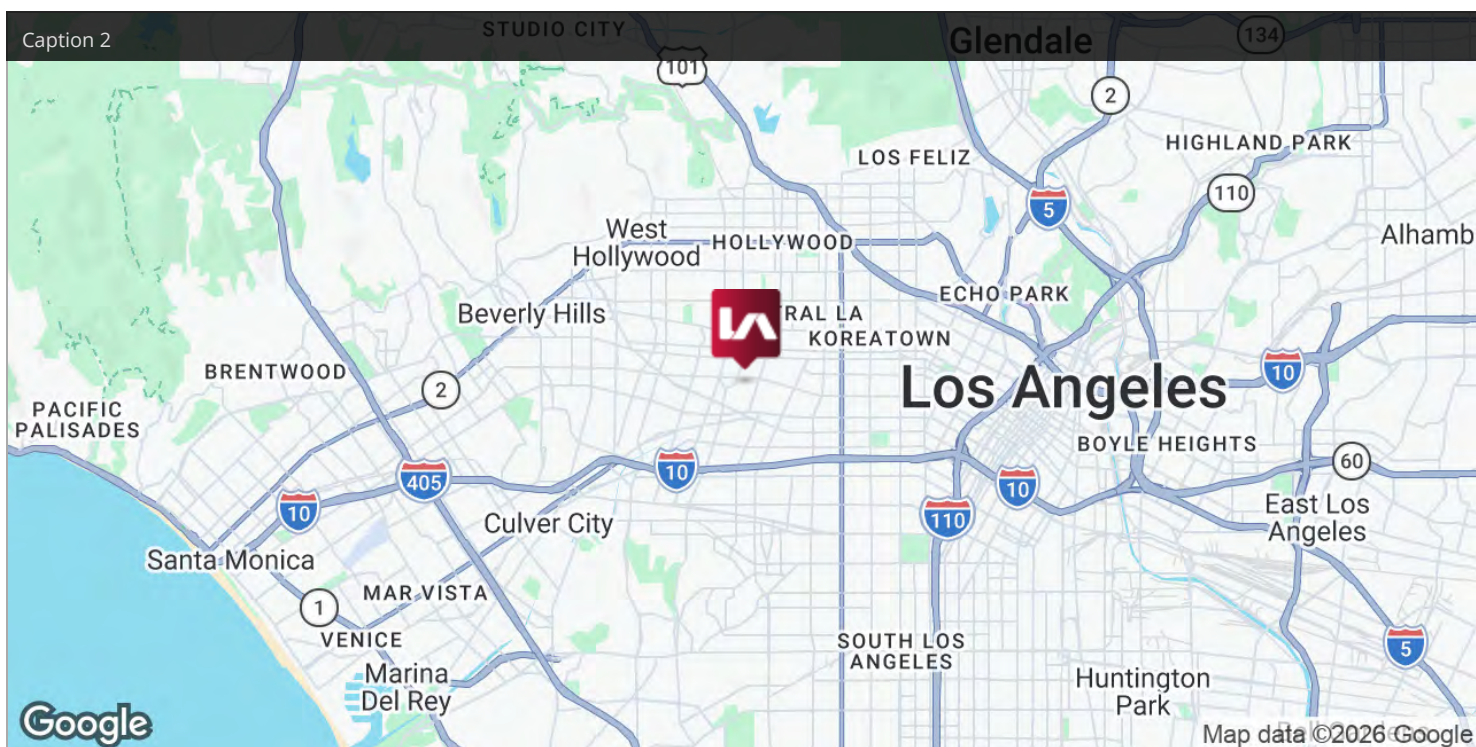 Caption 2
STUDIO CITY
Glendale
134
101
2
HIGHLAND PARK
LOS FELIZ
110
5
West
Hollywood
HOLLYWOOD
Alhamb
ECHO PARK
Beverly Hills
LA
TRAL LA
KOREATOWN
10
BRENTWOOD
2
Los Angeles
PACIFIC
PALISADES
BOYLE HEIGHTS
60
10
405
10
10
110
East Los
Angeles
Culver City
Santa Monica
MAR VISTA
1
VENICE
SOUTH LOS
ANGELES
5
Marina
Del Rey
Huntington
Park
Google
Map data ©2026 Google